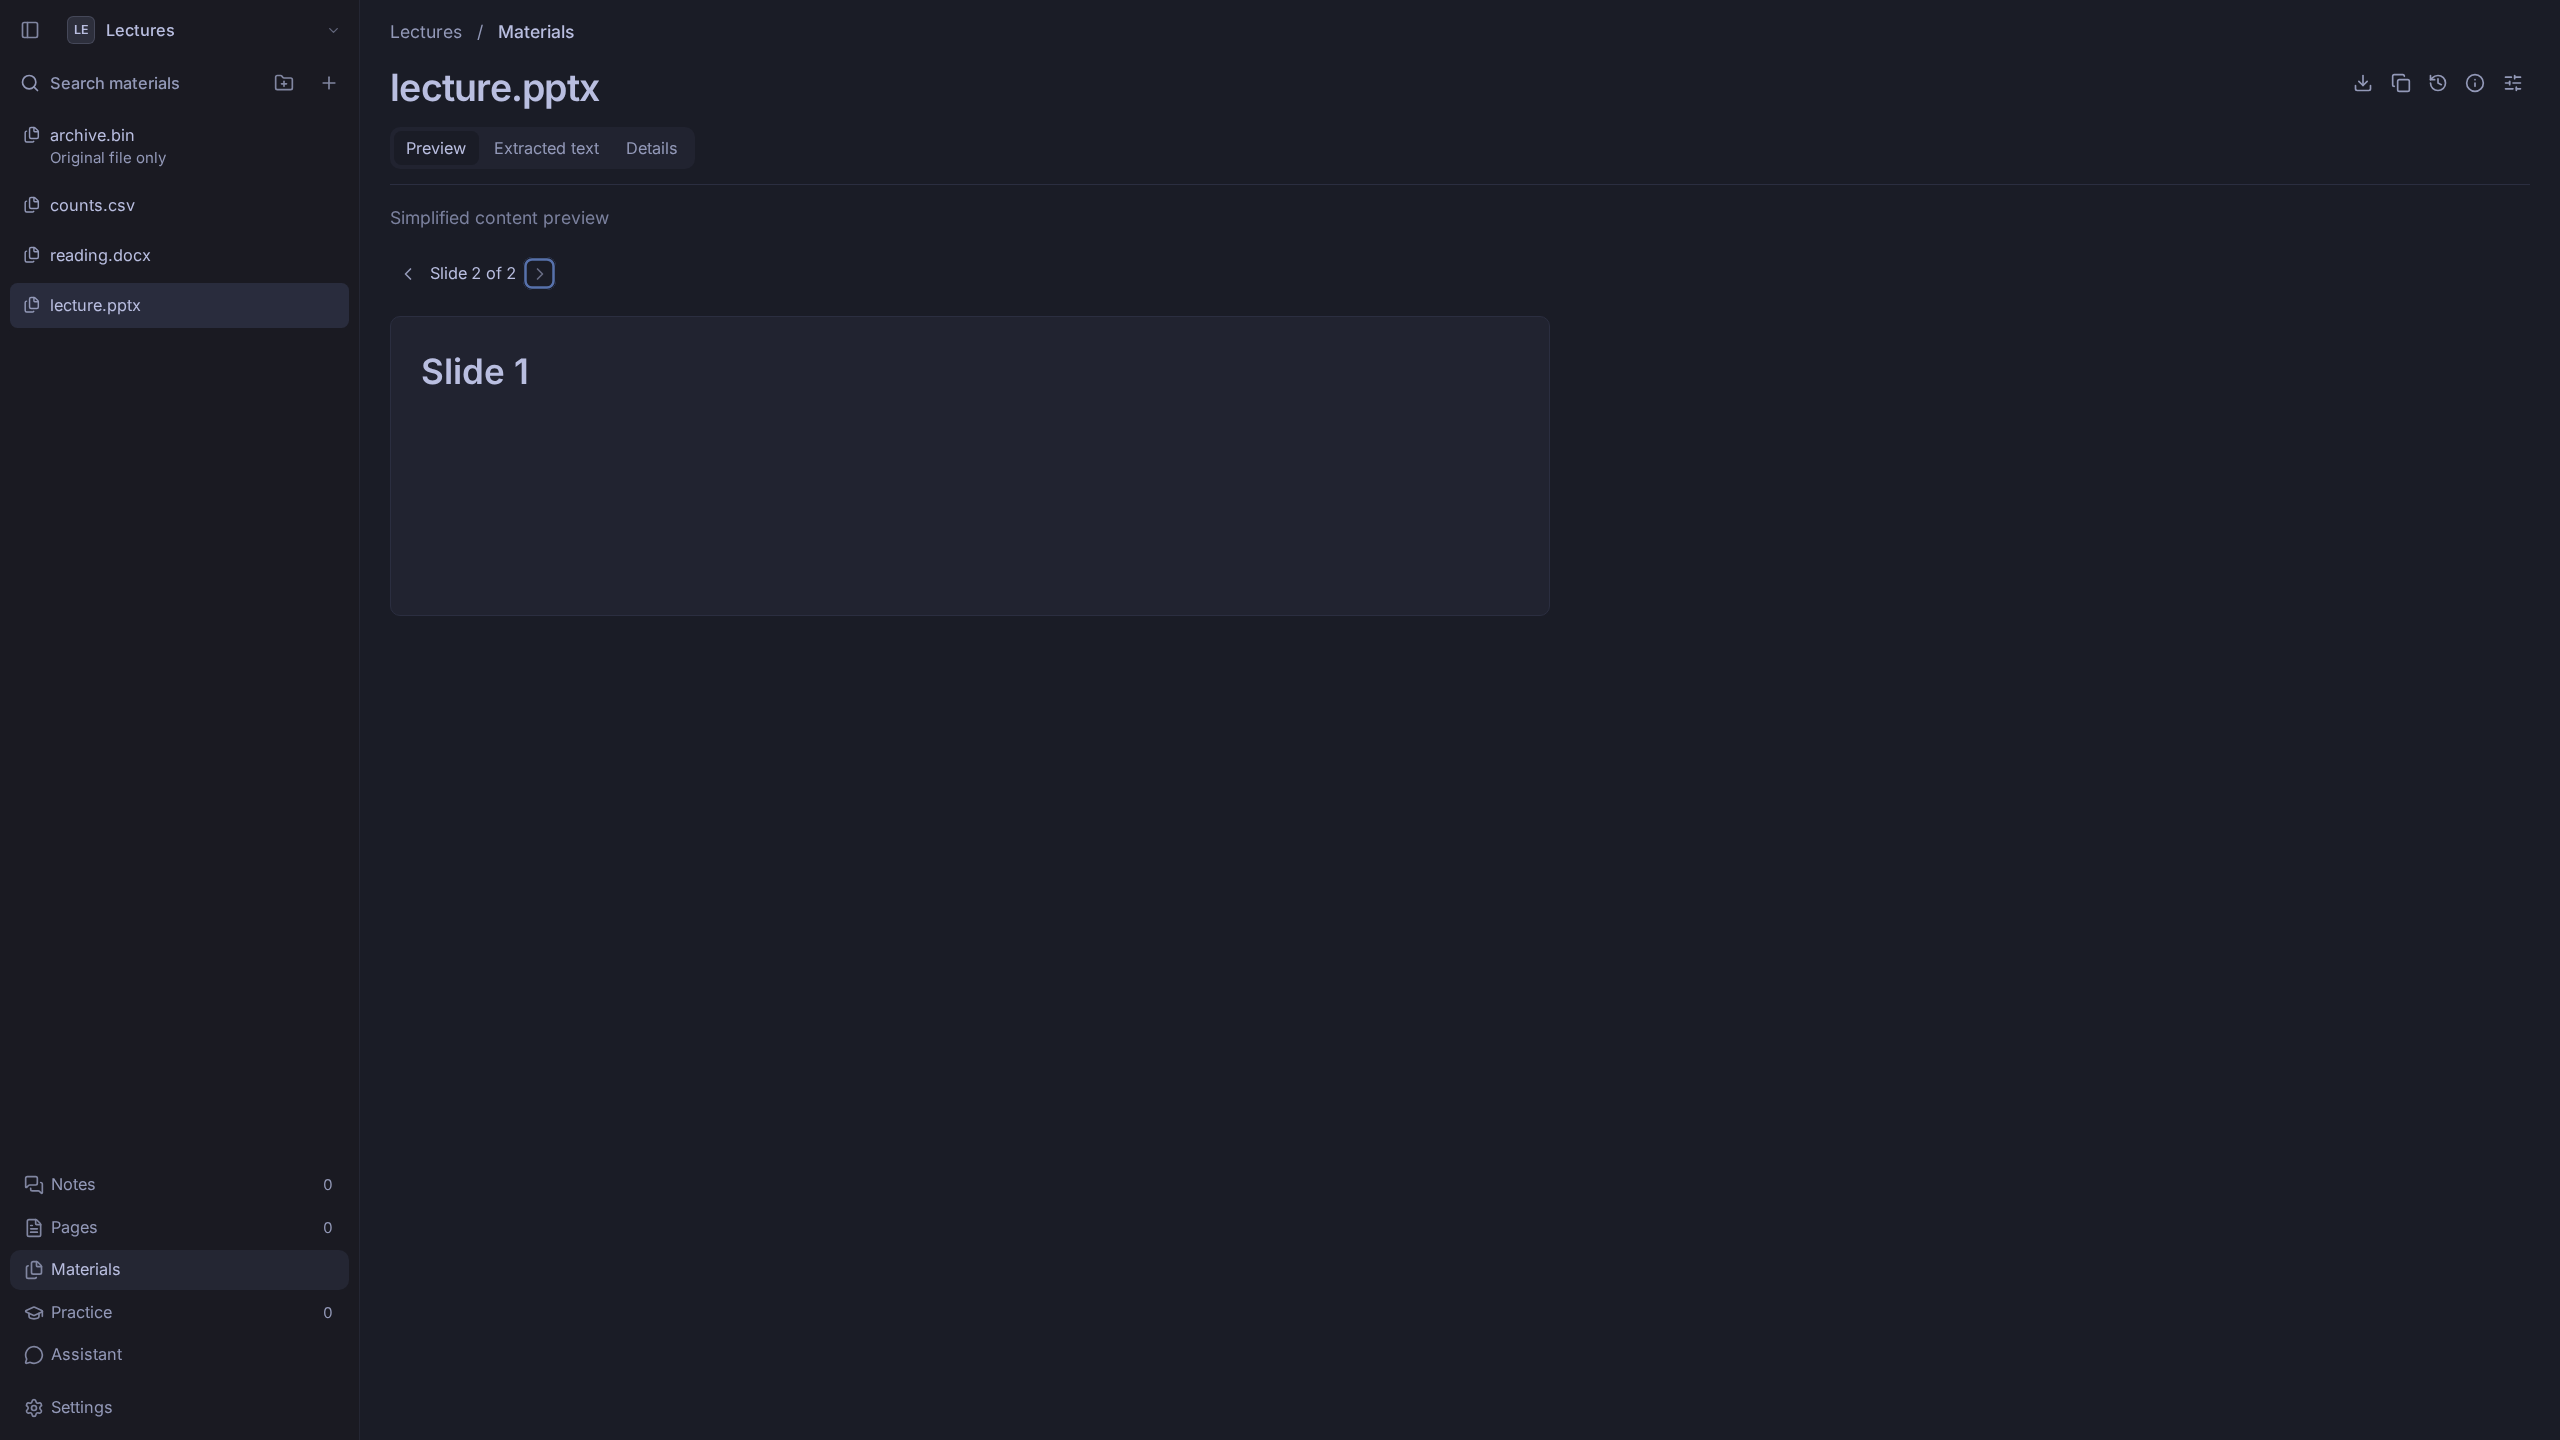 LE Lectures
Search materials
archive.bin
Original file only
counts.csv
reading.docx
lecture.pptx
Notes 0
Pages 0
Materials
Practice 0
Assistant
Settings
Lectures / Materials
lecture.pptx
Preview Extracted text Details
Simplified content preview
Slide 2 of 2
Slide 1